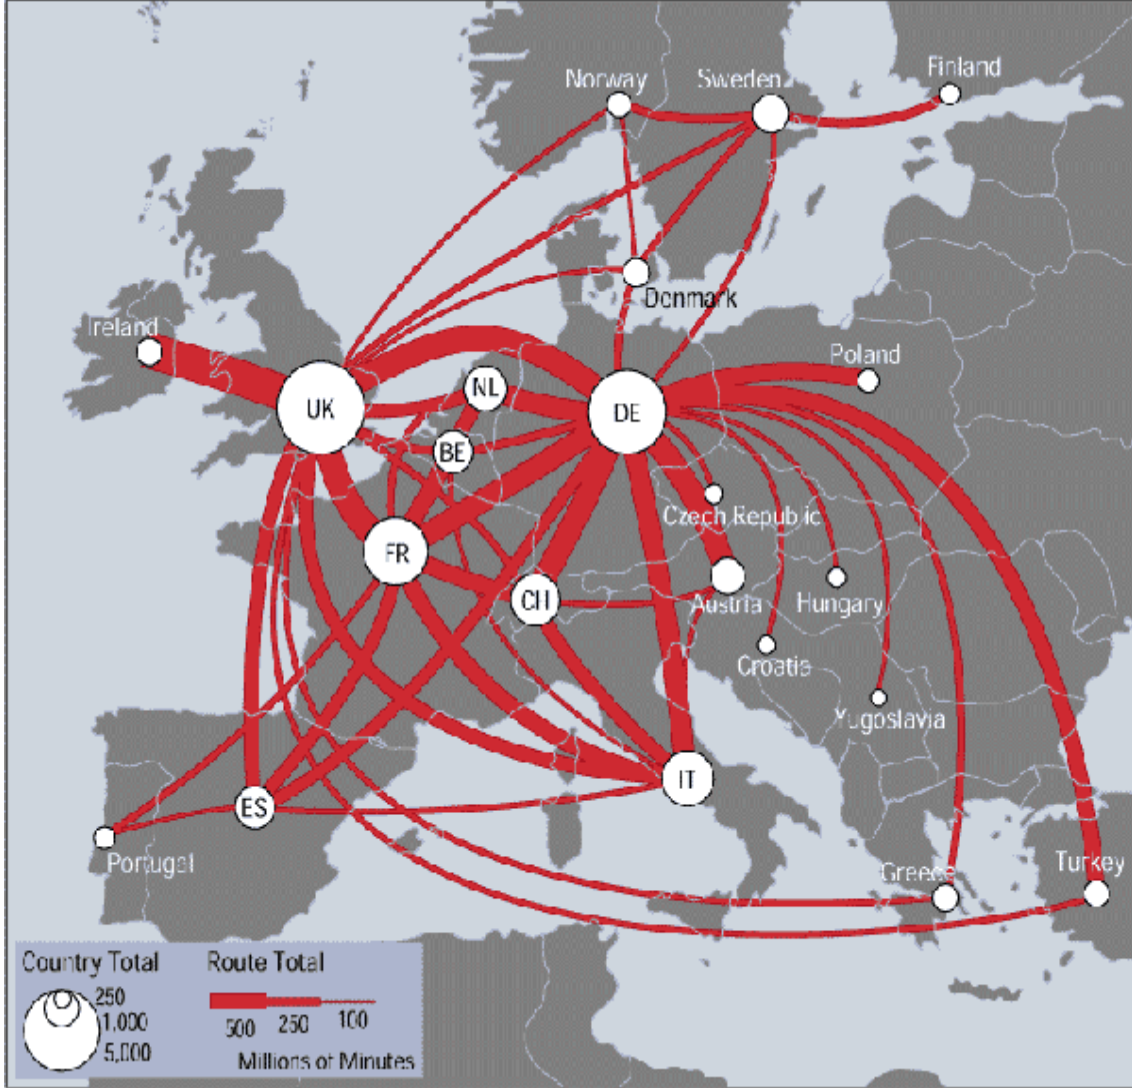 Norway
Sweden
Finland
Denmark
Ireland
Poland
UK
NL
DE
BE
Czech Republic
FR
CH
Austria
Hungary
Croatia
Yugoslavia
IT
ES
Portugal
Greece
Turkey
Country Total
250
1,000
5,000
Route Total
500 250 100
Millions of Minutes